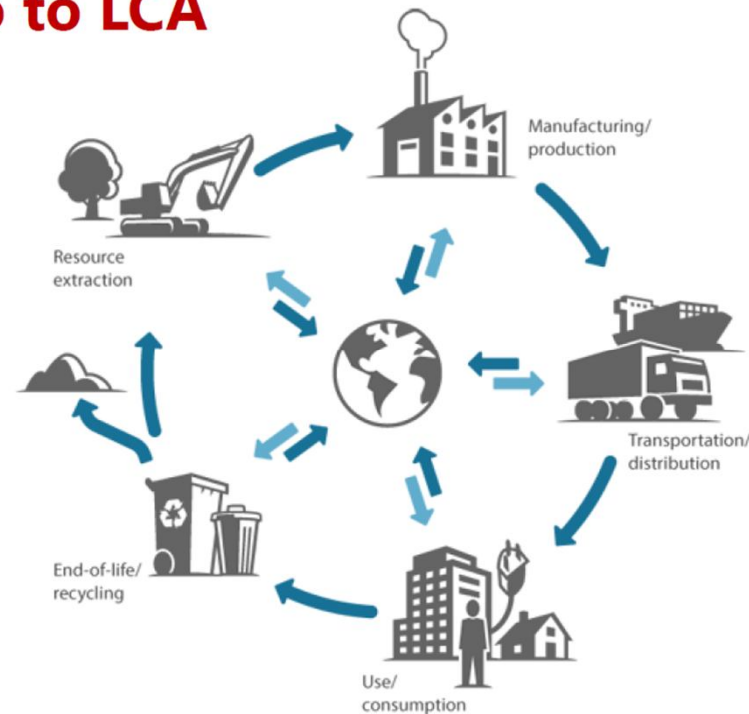 to LCA
Manufacturing/
production
Resource
extraction
Transportation/
distribution
End-of-life/
recycling
Use/
consumption